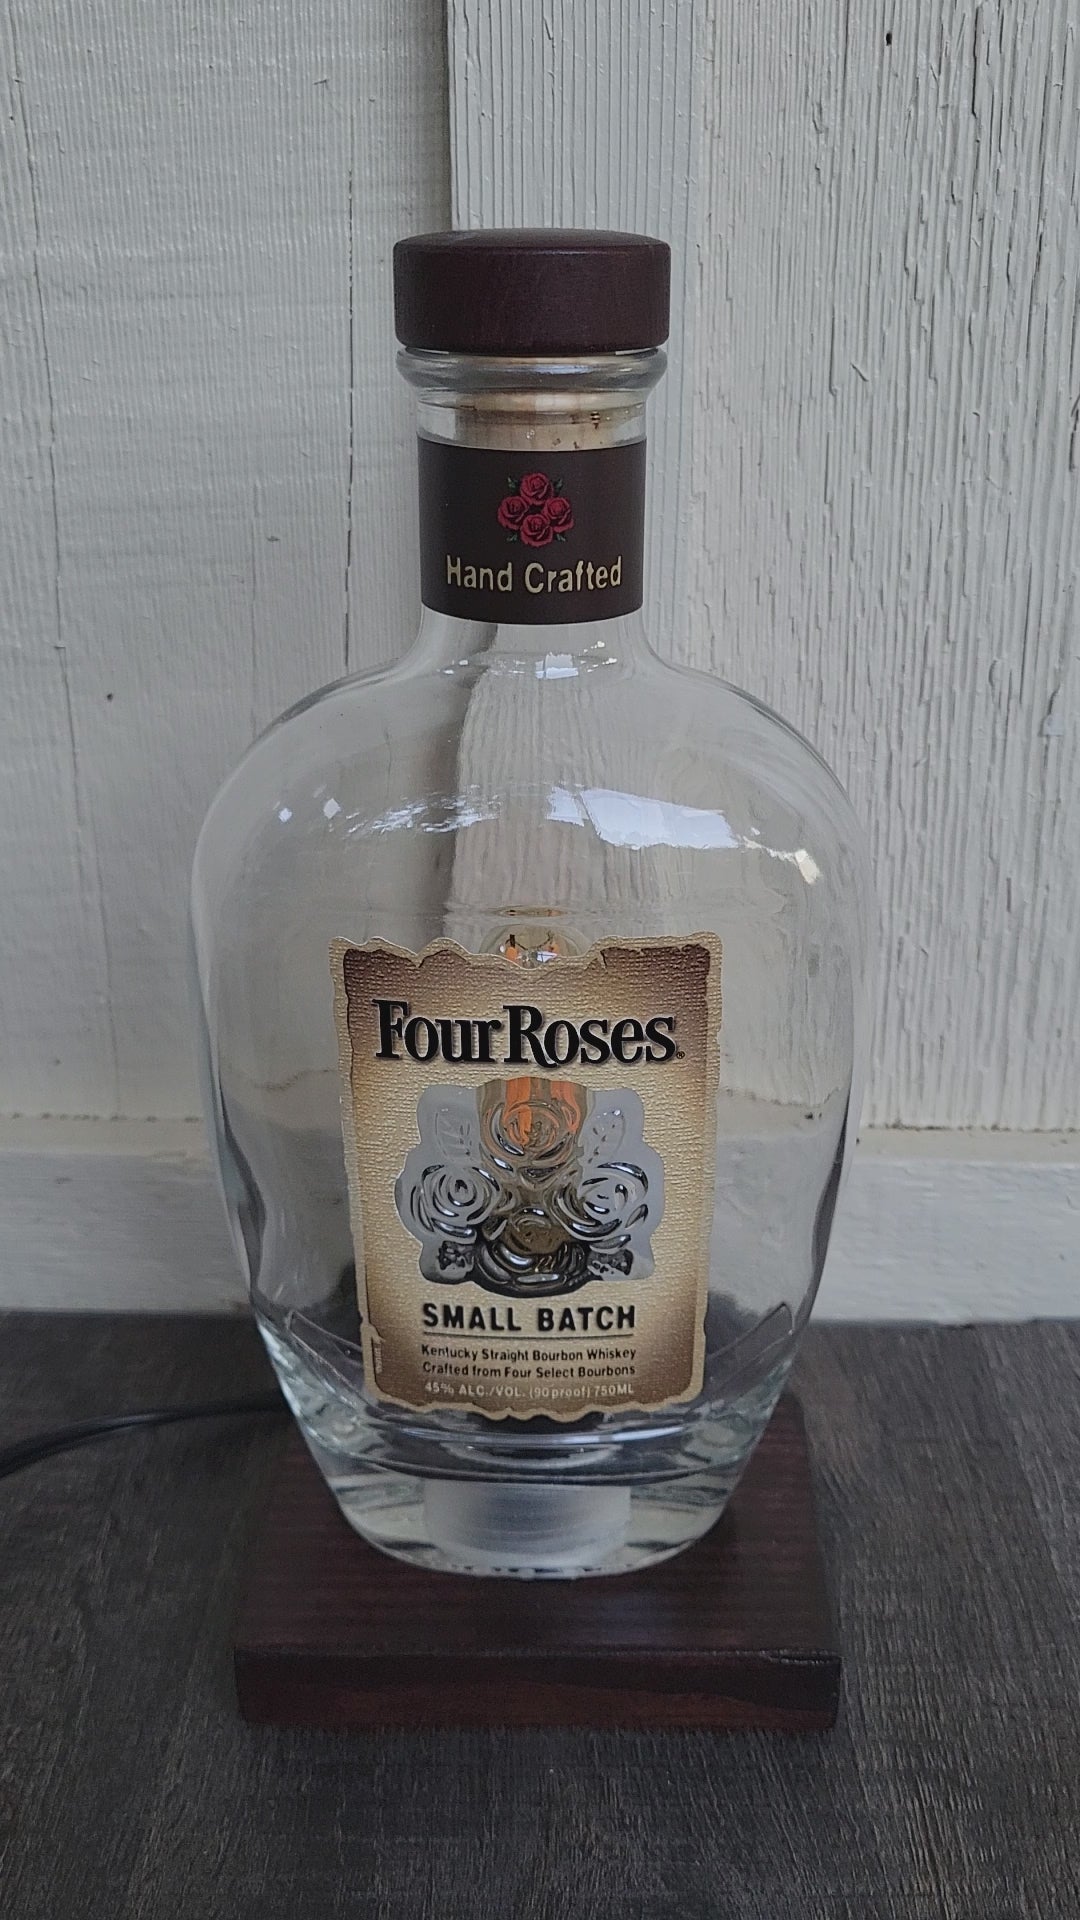 Hand Crafted
Four Roses®
SMALL BATCH
Kentucky Straight Bourbon Whiskey
Crafted from Four Select Bourbons
45% ALC./VOL. (90 proof) 750ML